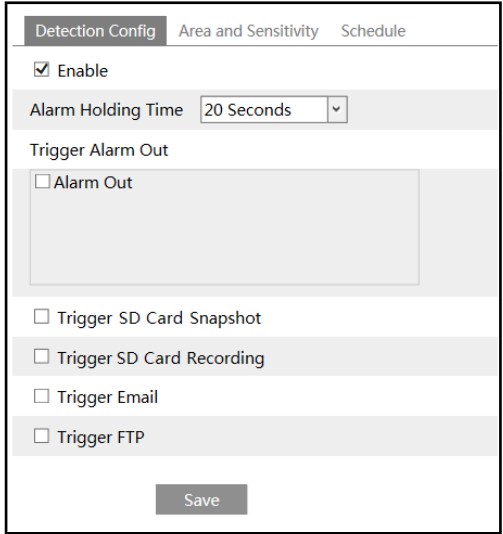 Detection Config Area and Sensitivity Schedule
Enable
Alarm Holding Time 20 Seconds
Trigger Alarm Out
Alarm Out
Trigger SD Card Snapshot
Trigger SD Card Recording
Trigger Email
Trigger FTP
Save